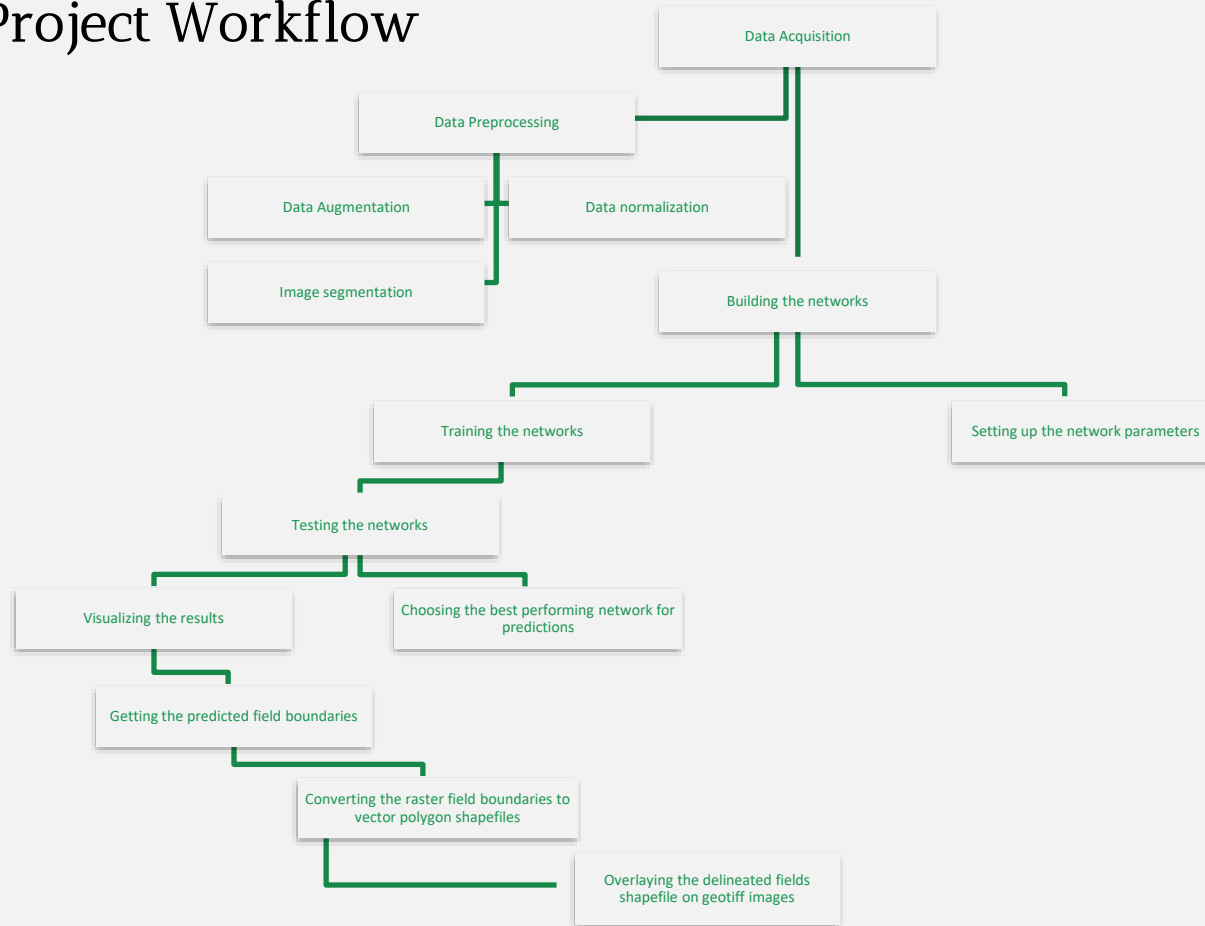 Project Workflow
Data Acquisition
Data Preprocessing
Data Augmentation
Data normalization
Image segmentation
Building the networks
Training the networks
Setting up the network parameters
Testing the networks
Visualizing the results
Choosing the best performing network for
predictions
Getting the predicted field boundaries
Converting the raster field boundaries to
vector polygon shapefiles
Overlaying the delineated fields
shapefile on geotiff images